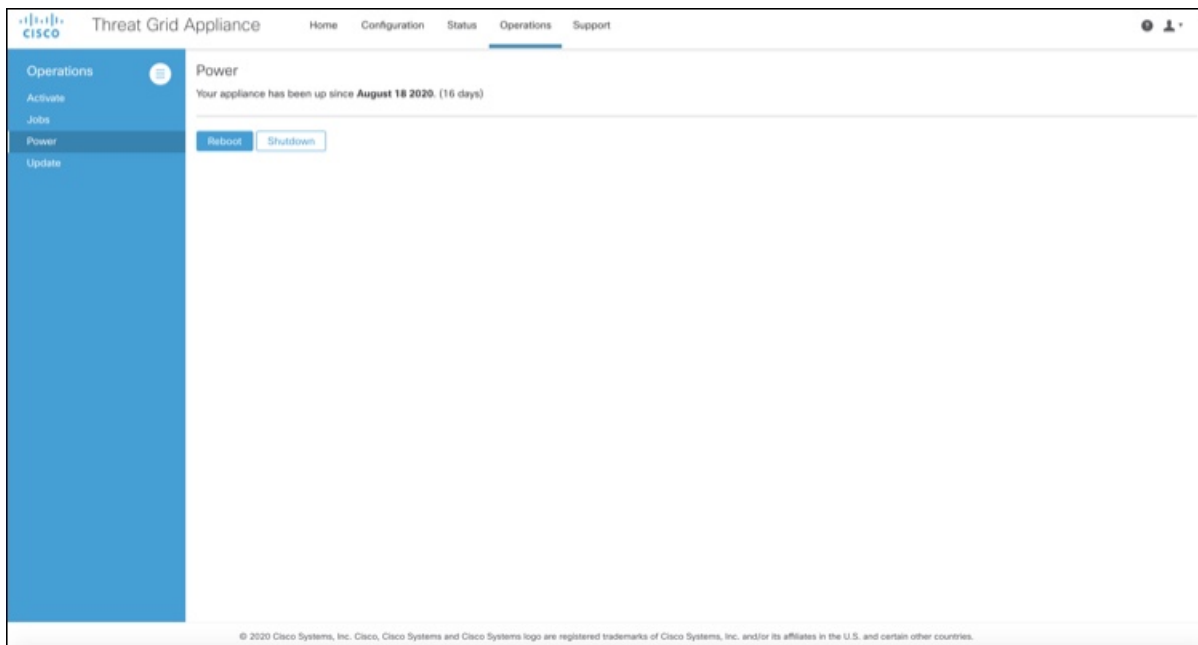 CISCO
Threat Grid Appliance
Home Configuration Status Operations Support
Operations
Activate
Jobs
Power
Update
Power
Your appliance has been up since August 18 2020. (16 days)
Reboot Shutdown
© 2020 Cisco Systems, Inc. Cisco, Cisco Systems and Cisco Systems logo are registered trademarks of Cisco Systems, Inc. and/or its affiliates in the U.S. and certain other countries.